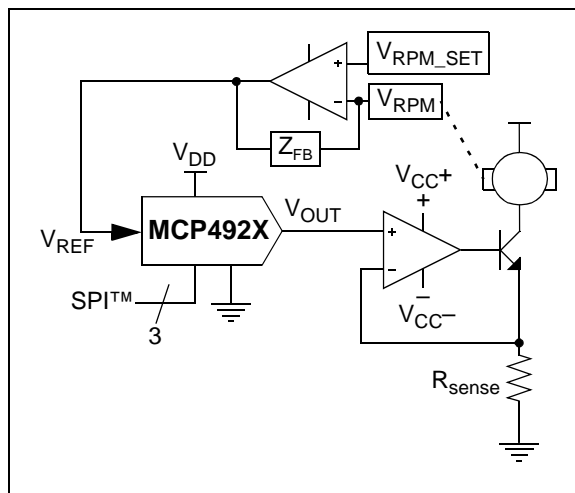 V_RPM_SET
V_RPM
Z_FB
V_DD
V_CC+
+
–
MCP492X
V_OUT
+
+
–
V_REF
–
V_CC–
SPI™
3
R_sense